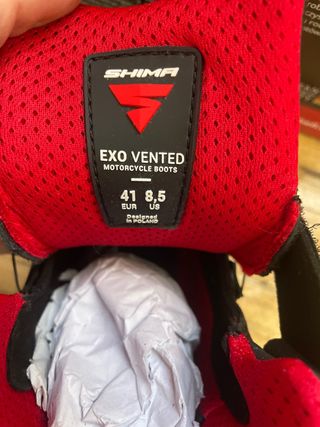 SHIMA
EXO VENTED
MOTORCYCLE BOOTS
41 8,5
EUR US
Designed
in POLAND